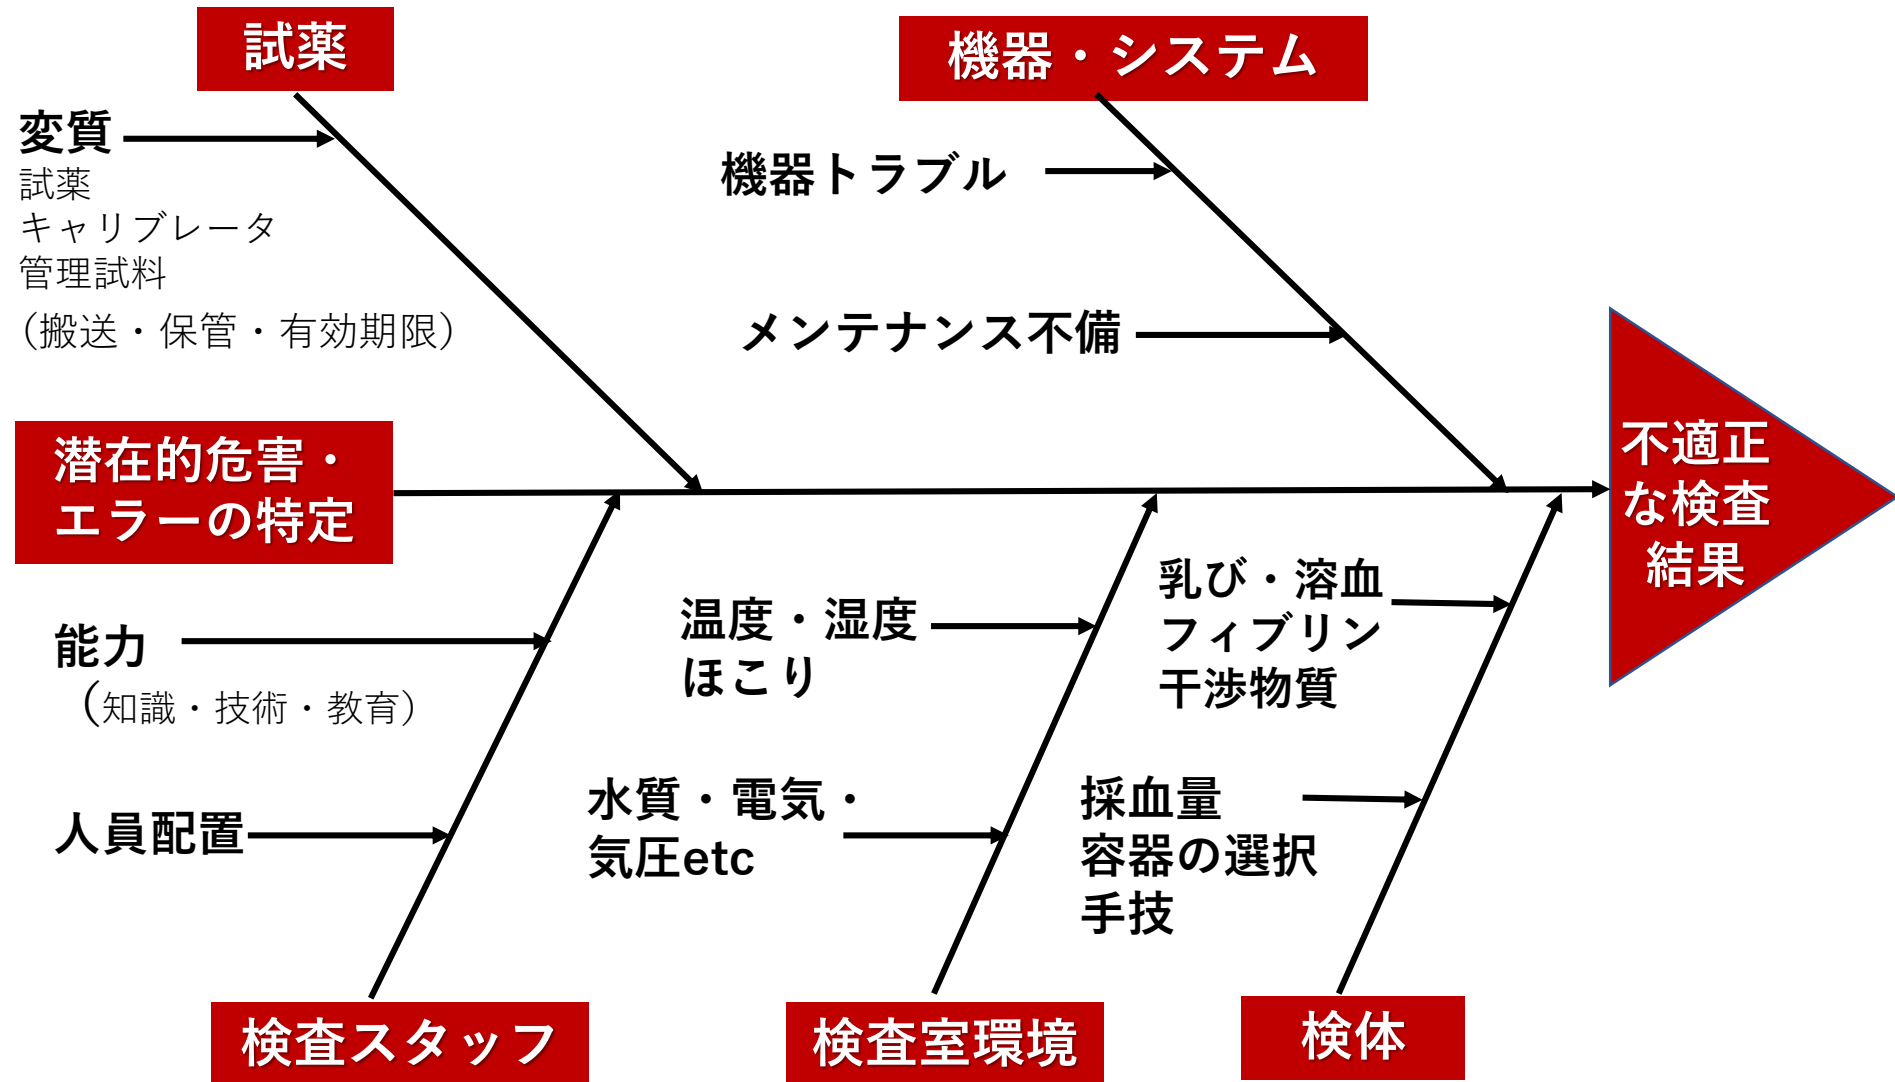 試薬
機器・システム
変質
試薬
キャリブレータ
管理試料
（搬送・保管・有効期限）
機器トラブル
メンテナンス不備
潜在的危害・
エラーの特定
不適正
な検査
結果
能力
（知識・技術・教育）
人員配置
温度・湿度
ほこり
水質・電気・
気圧etc
乳び・溶血
フィブリン
干渉物質
採血量
容器の選択
手技
検査スタッフ
検査室環境
検体